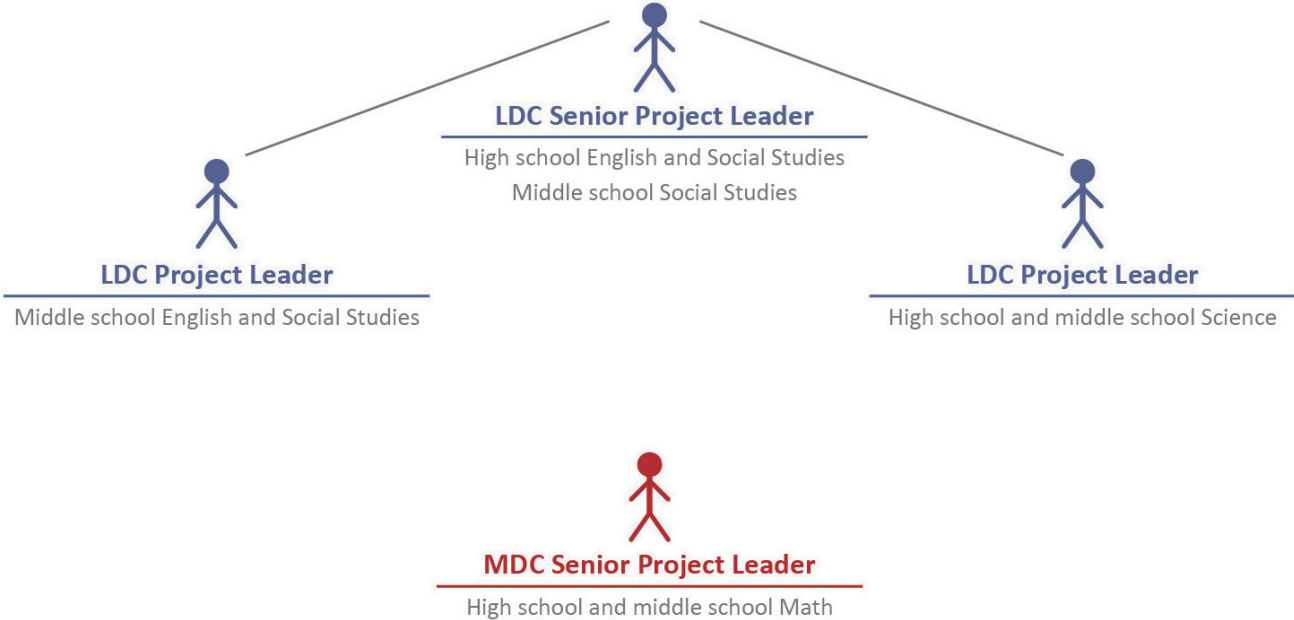 LDC Senior Project Leader
High school English and Social Studies
Middle school Social Studies
LDC Project Leader
Middle school English and Social Studies
LDC Project Leader
High school and middle school Science
MDC Senior Project Leader
High school and middle school Math